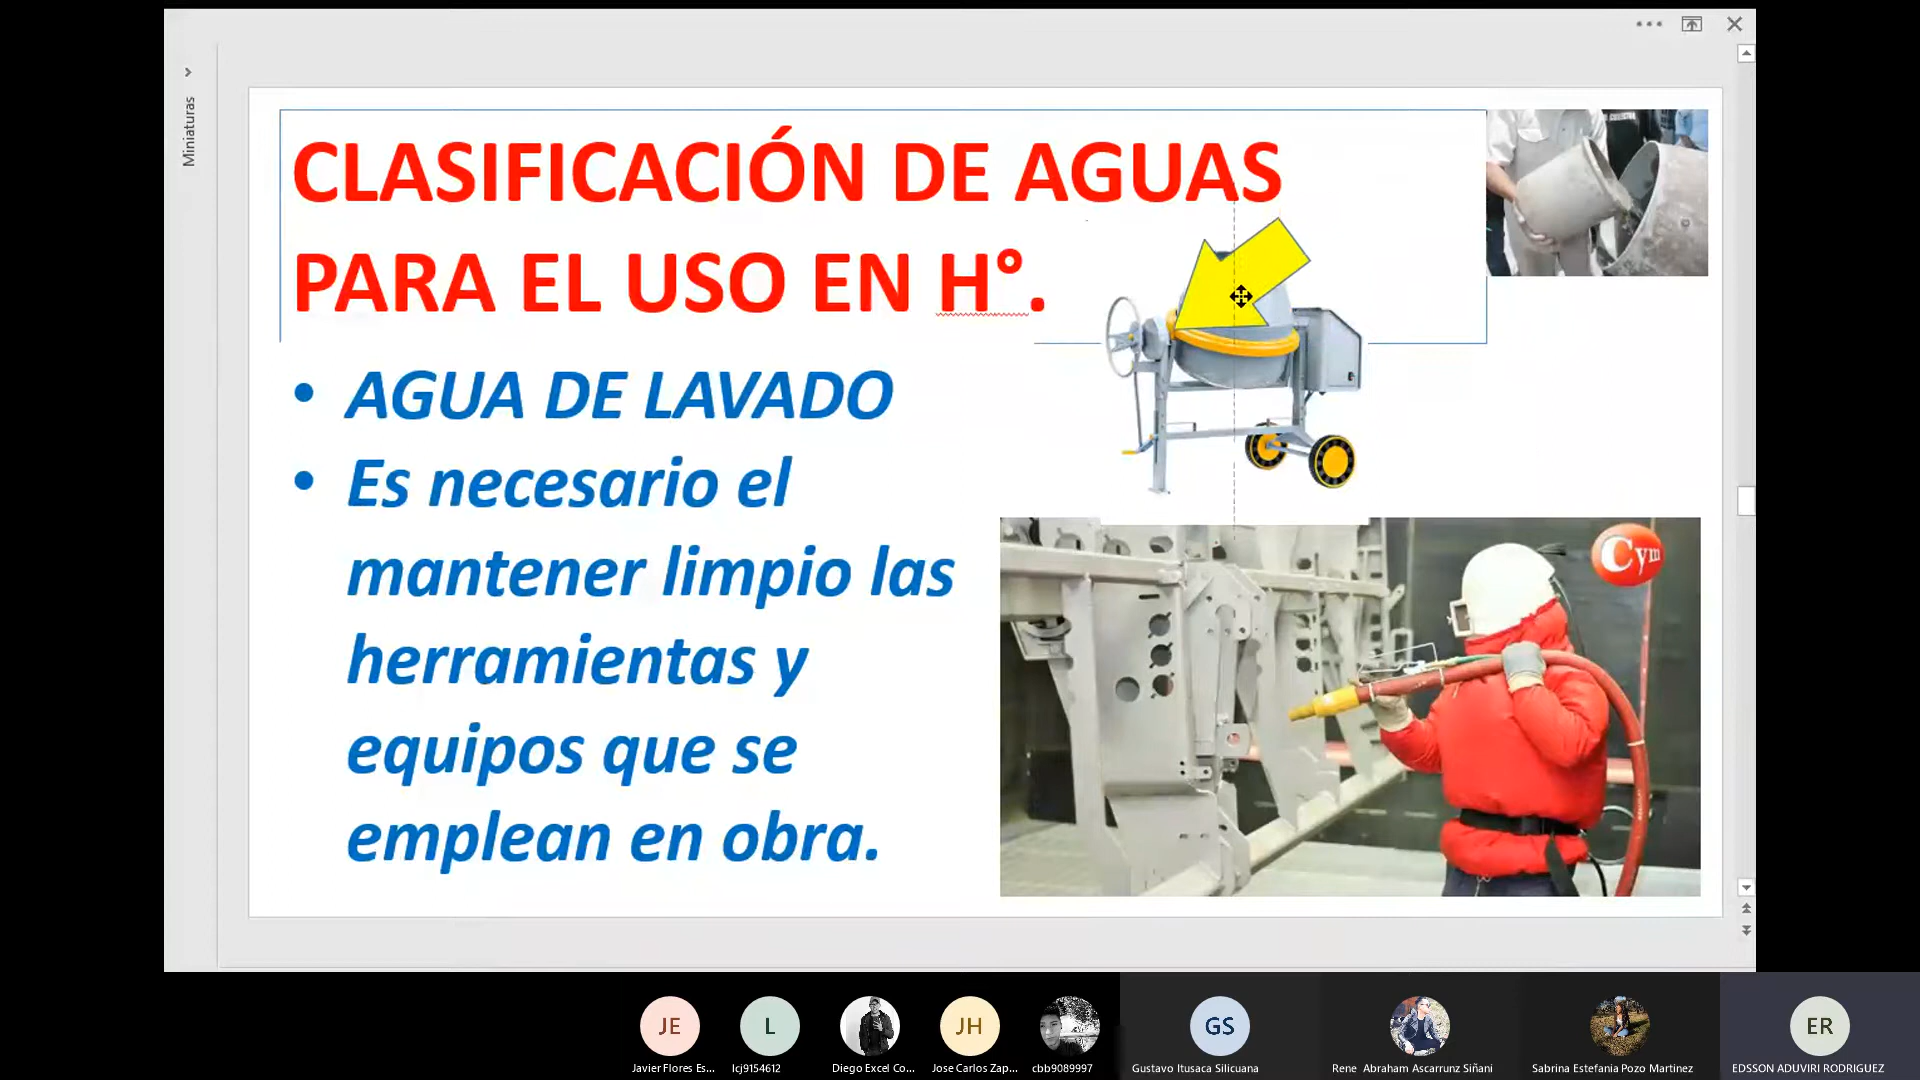 Miniaturas
CLASIFICACIÓN DE AGUAS
PARA EL USO EN H°.
• AGUA DE LAVADO
• Es necesario el
mantener limpio las
herramientas y
equipos que se
emplean en obra.
Cym
JE
L
JH
GS
ER
Javier Flores Es...
lcj9154612
Diego Excel Co...
Jose Carlos Zap...
cbb9089997
Gustavo Itusaca Silicuana
Rene Abraham Ascarrunz Siñani
Sabrina Estefania Pozo Martinez
EDSSON ADUVIRI RODRIGUEZ